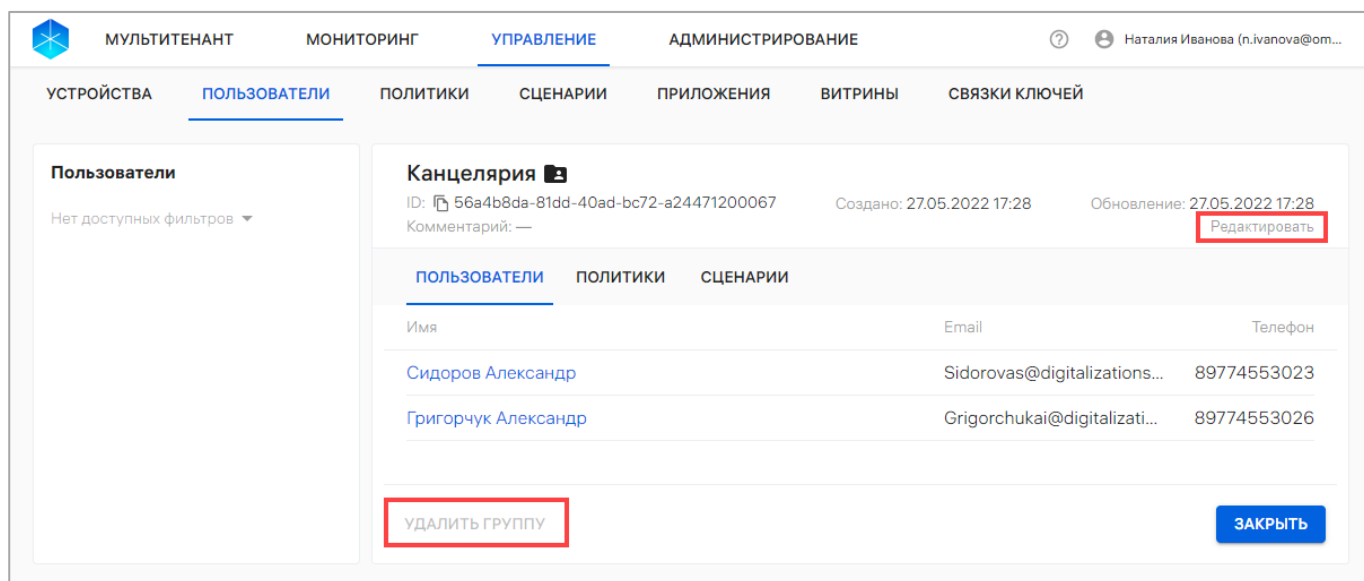 МУЛЬТИТЕНАНТ МОНИТОРИНГ УПРАВЛЕНИЕ АДМИНИСТРИРОВАНИЕ ? Наталия Иванова (n.ivanova@om...
УСТРОЙСТВА ПОЛЬЗОВАТЕЛИ ПОЛИТИКИ СЦЕНАРИИ ПРИЛОЖЕНИЯ ВИТРИНЫ СВЯЗКИ КЛЮЧЕЙ
Пользователи
Нет доступных фильтров
Канцелярия
ID: 56a4b8da-81dd-40ad-bc72-a24471200067 Создано: 27.05.2022 17:28 Обновление: 27.05.2022 17:28
Комментарий: — Редактировать
ПОЛЬЗОВАТЕЛИ ПОЛИТИКИ СЦЕНАРИИ
Имя Email Телефон
Сидоров Александр Sidorovas@digitalizations... 89774553023
Григорчук Александр Grigorchukai@digitalizati... 89774553026
УДАЛИТЬ ГРУППУ ЗАКРЫТЬ